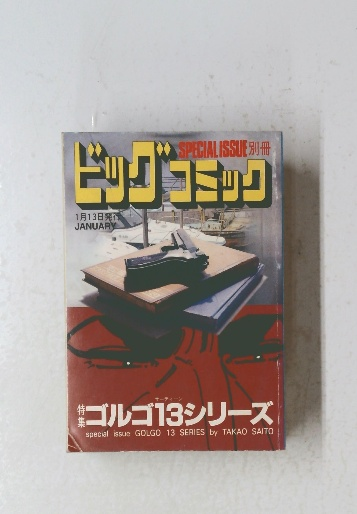 SPECIAL ISSUE 別冊
ビッグコミック
1月13日発行
JANUARY
特集 ゴルゴ13シリーズ
special issue GOLGO 13 SERIES by TAKAO SAITO